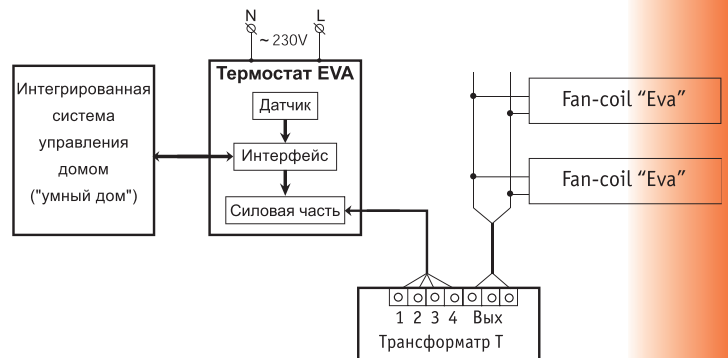 N L
~ 230V
Интегрированная
система
управления
домом
("умный дом")
Термостат EVA
Датчик
Интерфейс
Силовая часть
Fan-coil “Eva”
Fan-coil “Eva”
1 2 3 4 Вых
Трансформатр Т